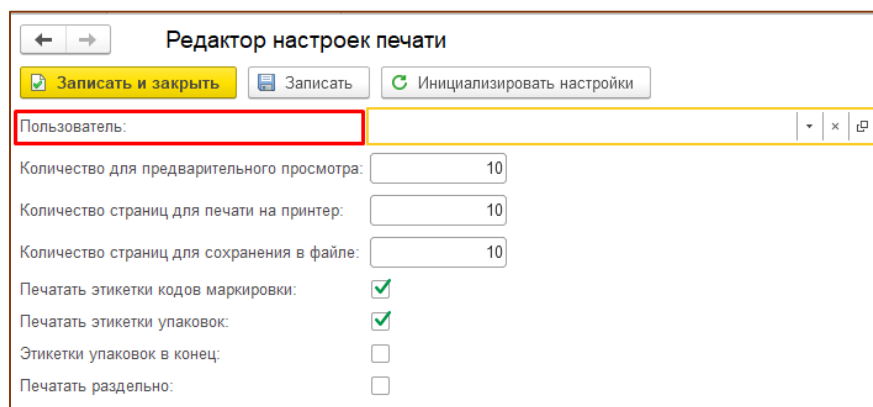 Редактор настроек печати
Записать и закрыть Записать Инициализировать настройки
Пользователь:
Количество для предварительного просмотра: 10
Количество страниц для печати на принтер: 10
Количество страниц для сохранения в файле: 10
Печатать этикетки кодов маркировки:
Печатать этикетки упаковок:
Этикетки упаковок в конец:
Печатать раздельно: